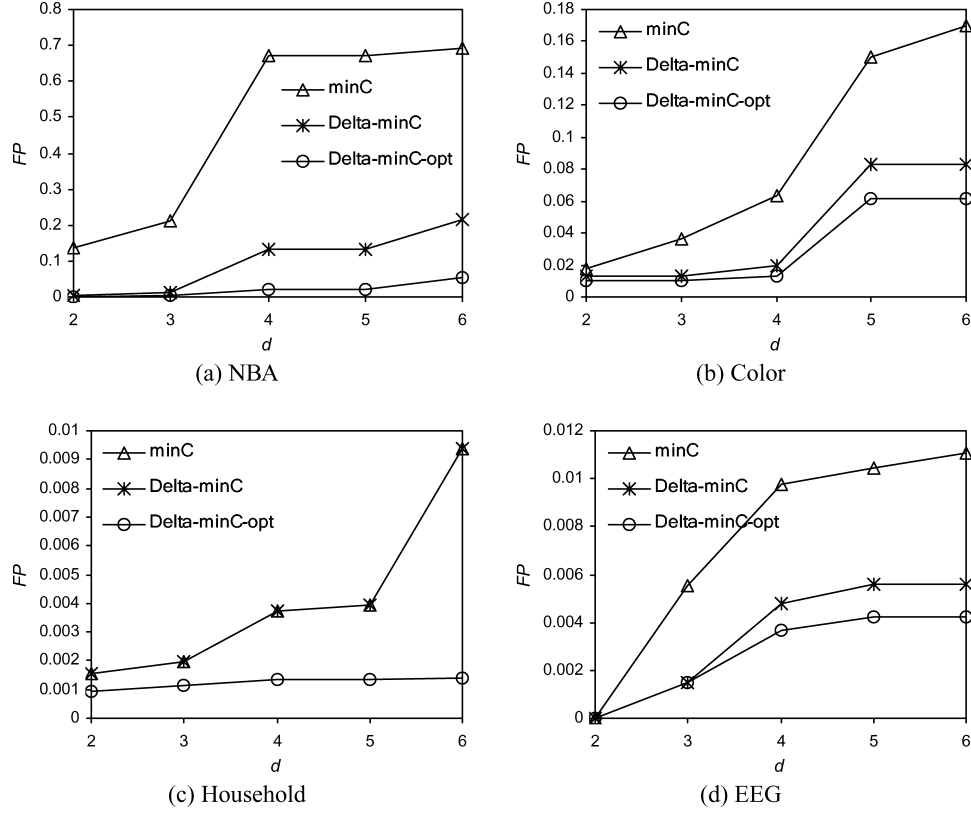 0.8
0.7
0.6
0.5
0.4
0.3
0.2
0.1
0
FP
minC
Delta-minC
Delta-minC-opt
2 3 4 5 6
d
(a) NBA
0.18
0.16
0.14
0.12
0.1
0.08
0.06
0.04
0.02
0
FP
minC
Delta-minC
Delta-minC-opt
2 3 4 5 6
d
(b) Color
0.01
0.009
0.008
0.007
0.006
0.005
0.004
0.003
0.002
0.001
0
FP
minC
Delta-minC
Delta-minC-opt
2 3 4 5 6
d
(c) Household
0.012
0.01
0.008
0.006
0.004
0.002
0
FP
minC
Delta-minC
Delta-minC-opt
2 3 4 5 6
d
(d) EEG